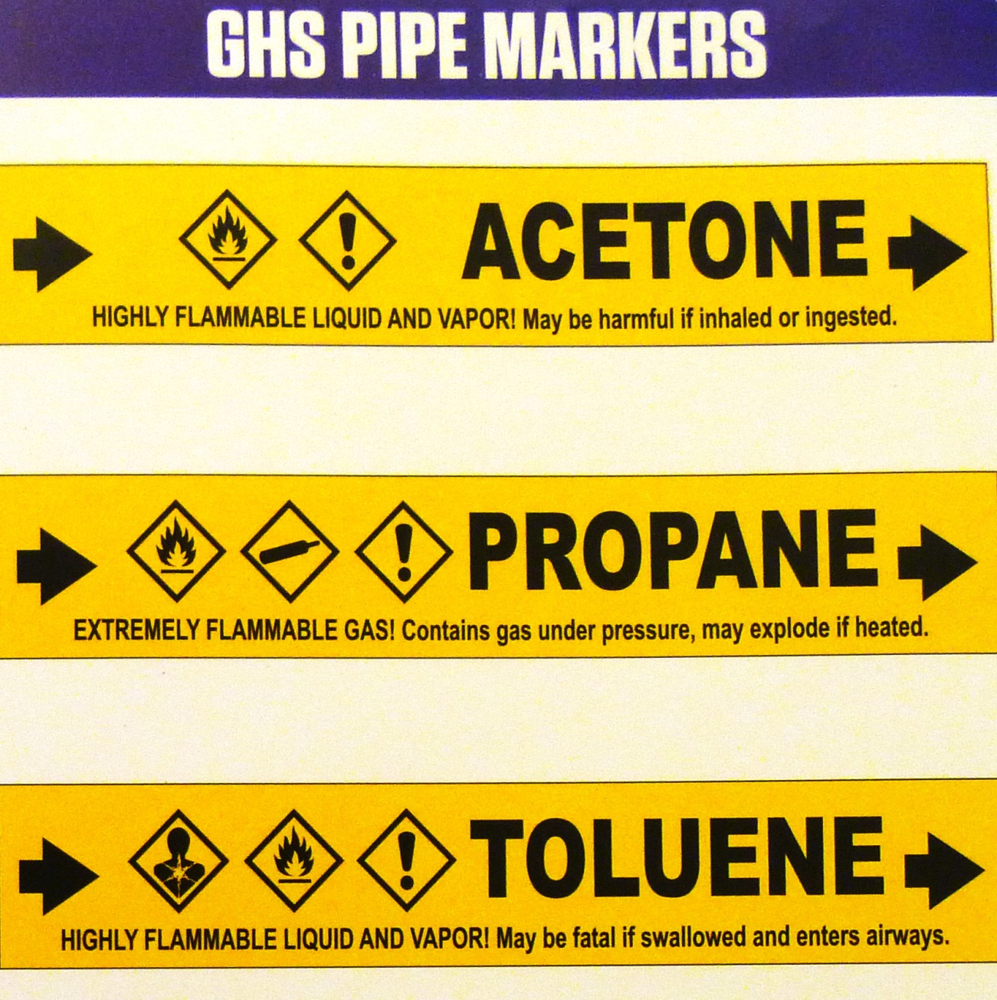 GHS PIPE MARKERS
ACETONE
HIGHLY FLAMMABLE LIQUID AND VAPOR! May be harmful if inhaled or ingested.
PROPANE
EXTREMELY FLAMMABLE GAS! Contains gas under pressure, may explode if heated.
TOLUENE
HIGHLY FLAMMABLE LIQUID AND VAPOR! May be fatal if swallowed and enters airways.